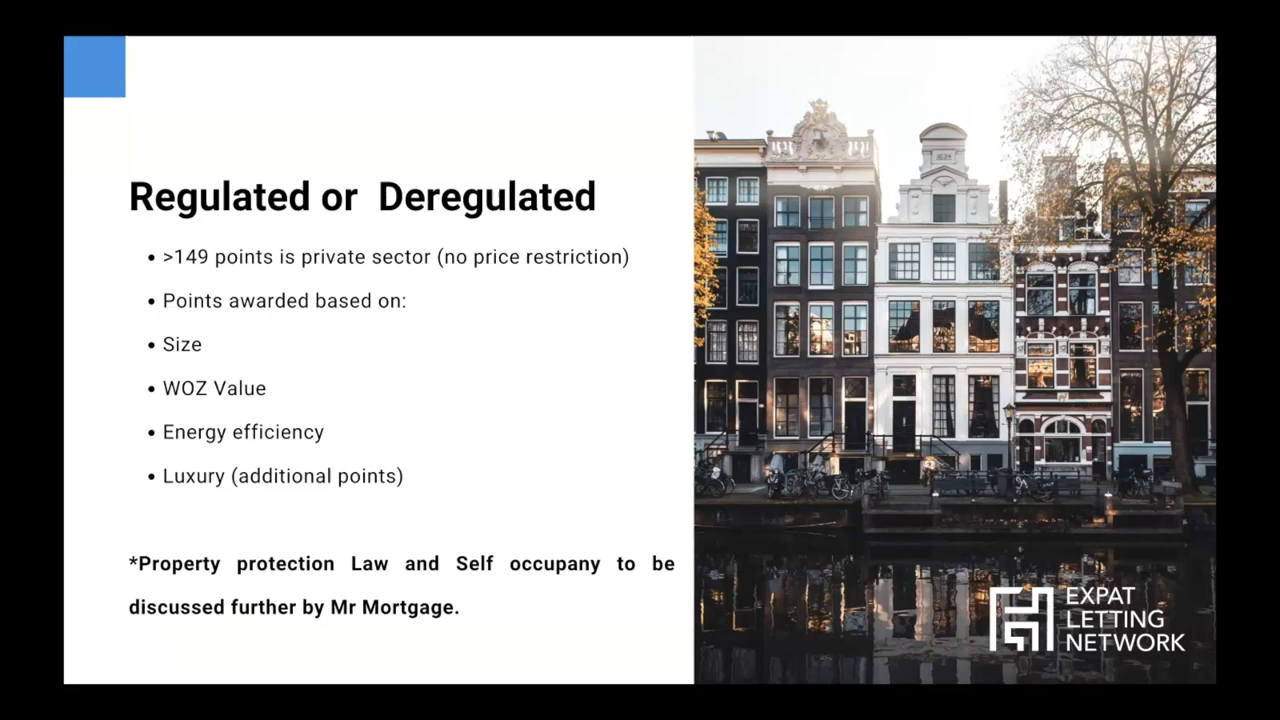 Regulated or Deregulated
• >149 points is private sector (no price restriction)
• Points awarded based on:
• Size
• WOZ Value
• Energy efficiency
• Luxury (additional points)
*Property protection Law and Self occupany to be
discussed further by Mr Mortgage.
EXPAT
LETTING
NETWORK